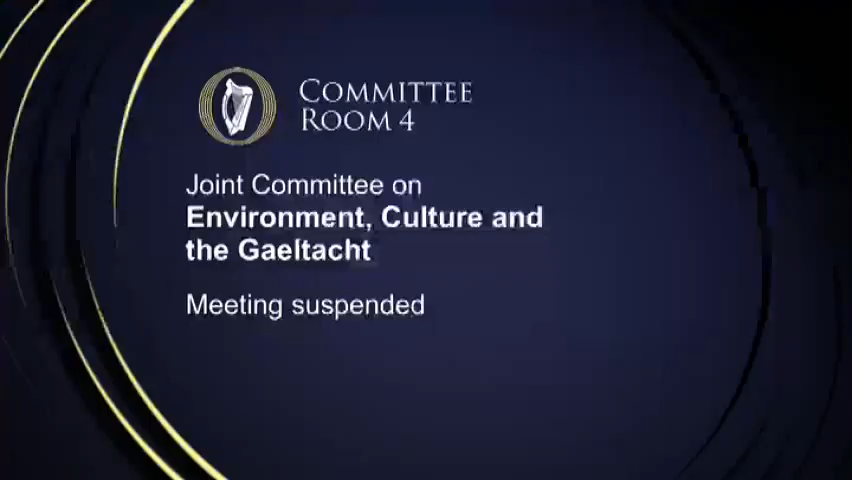 COMMITTEE
ROOM 4
Joint Committee on
Environment, Culture and
the Gaeltacht
Meeting suspended